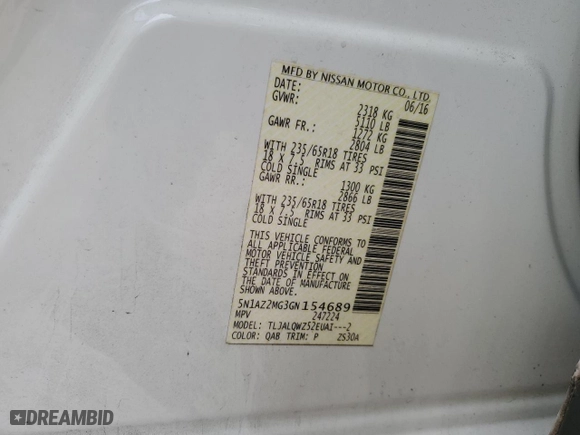 MFD BY NISSAN MOTOR CO., LTD.
DATE: 06/16
GVWR: 2318 KG
5110 LB
GAWR FR.: 1272 KG
2804 LB
WITH 235/65R18 TIRES
18 X 7.5 RIMS AT 33 PSI
COLD SINGLE
GAWR RR.: 1300 KG
2866 LB
WITH 235/65R18 TIRES
18 X 7.5 RIMS AT 33 PSI
COLD SINGLE
THIS VEHICLE CONFORMS TO
ALL APPLICABLE FEDERAL
MOTOR VEHICLE SAFETY AND
THEFT PREVENTION
STANDARDS IN EFFECT ON
THE DATE OF MANUFACTURE
SHOWN ABOVE.
5N1AZ2MG3GN154689
MPV 247224
MODEL: TLJALQWZ52EUAI---2
COLOR: QAB TRIM: P ZS30A
DREAMBID